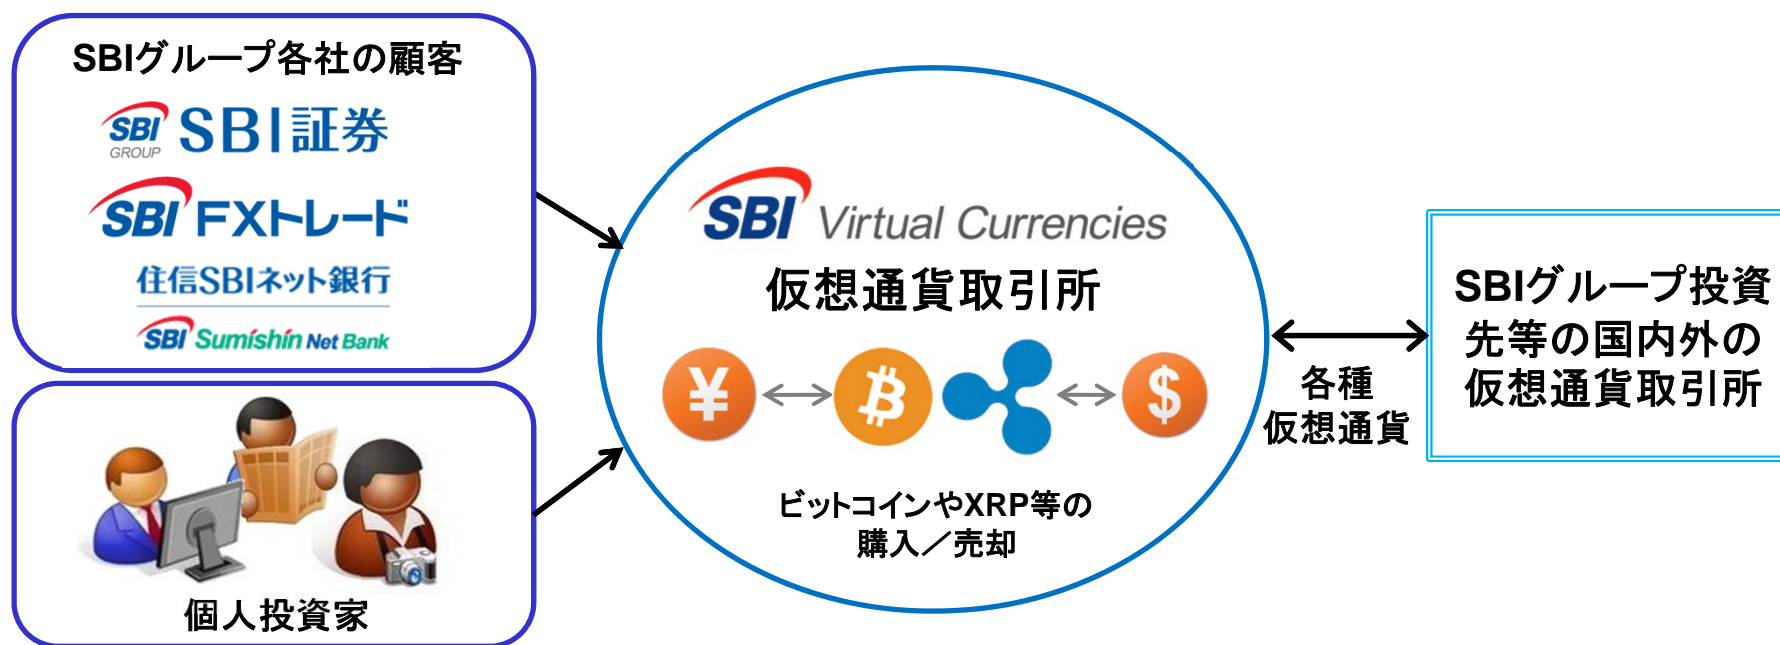 SBIグループ各社の顧客
SBI GROUP SBI証券
SBI FXトレード
住信SBIネット銀行
SBI Sumishin Net Bank
個人投資家
SBI Virtual Currencies
仮想通貨取引所
¥ ₿ $
ビットコインやXRP等の
購入／売却
各種
仮想通貨
SBIグループ投資
先等の国内外の
仮想通貨取引所